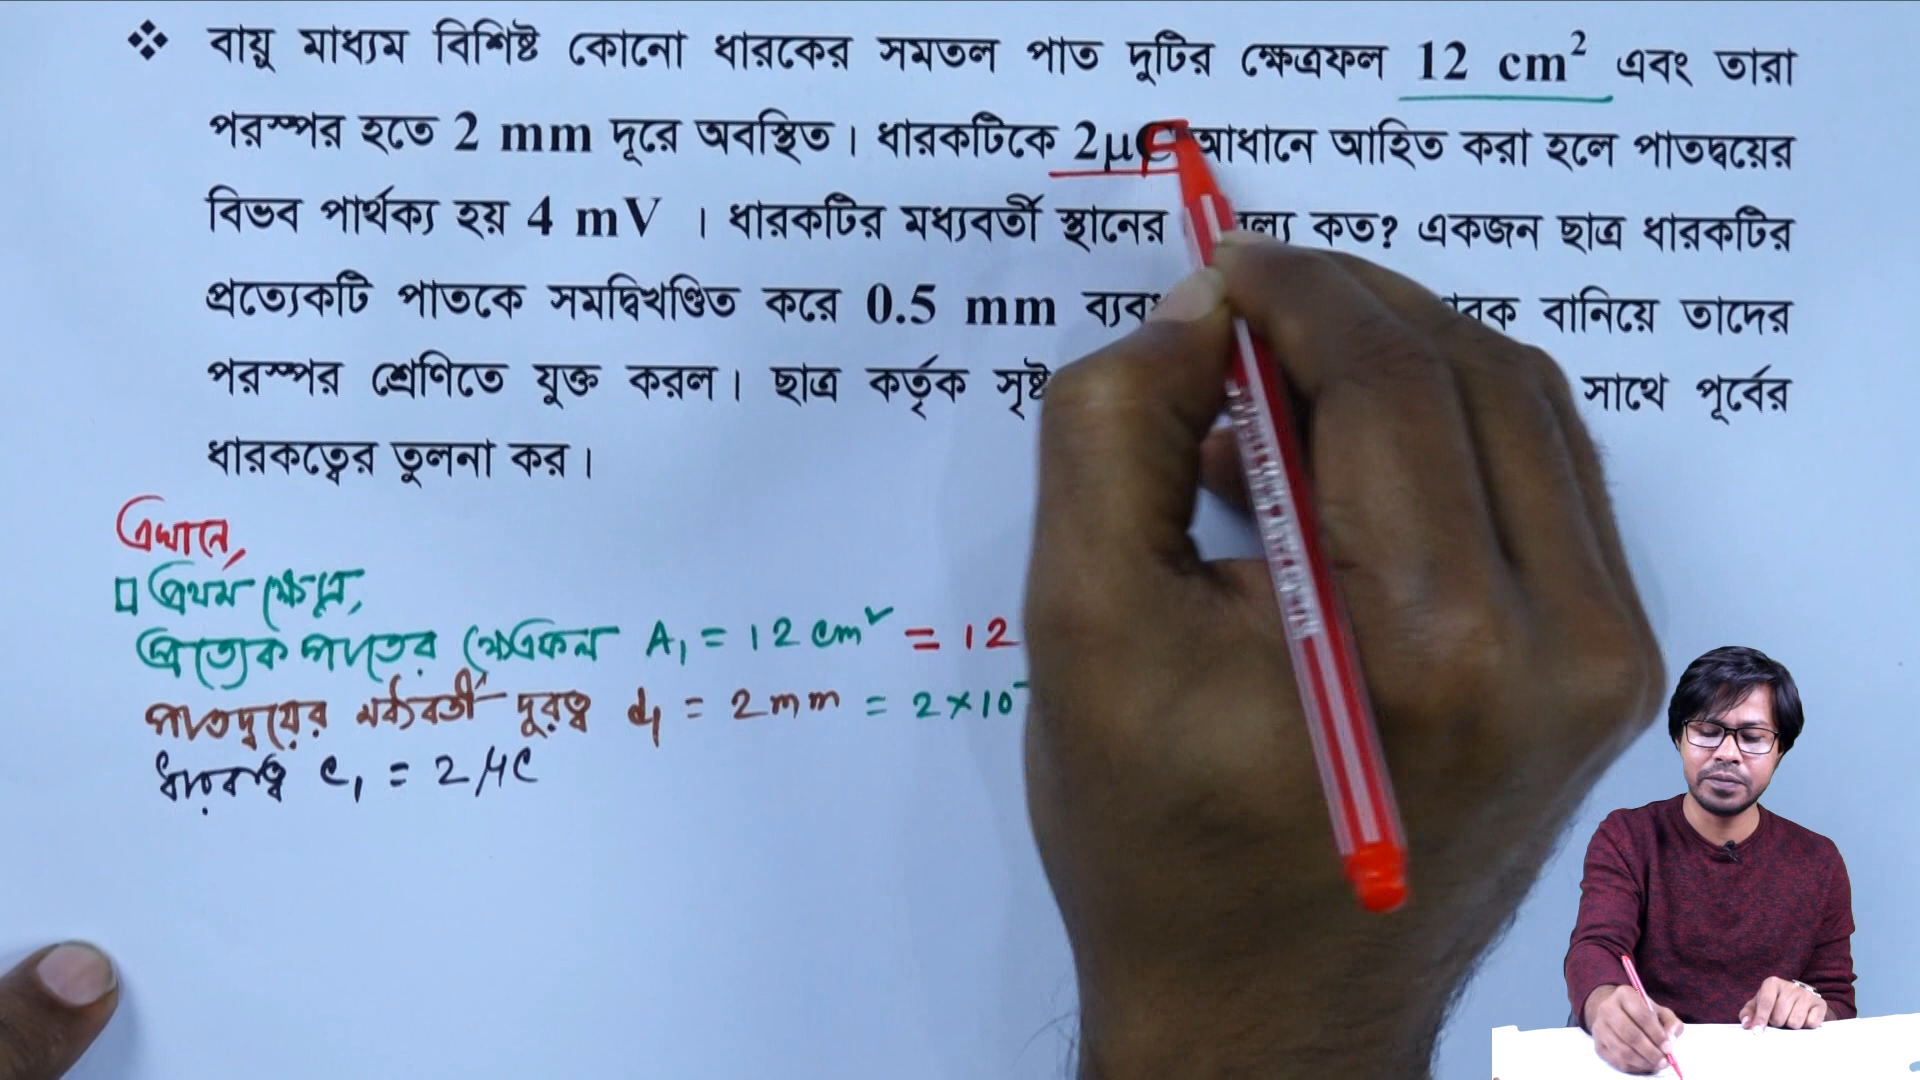 ❖ বায়ু মাধ্যম বিশিষ্ট কোনো ধারকের সমতল পাত দুটির ক্ষেত্রফল 12 cm² এবং তারা
পরস্পর হতে 2 mm দূরে অবস্থিত। ধারকটিকে 2μC আধানে আহিত করা হলে পাতদ্বয়ের
বিভব পার্থক্য হয় 4 mV । ধারকটির মধ্যবর্তী স্থানের কত? একজন ছাত্র ধারকটির
প্রত্যেকটি পাতকে সমদ্বিখণ্ডিত করে 0.5 mm বানিয়ে তাদের
পরস্পর শ্রেণিতে যুক্ত করল। ছাত্র কর্তৃক সৃষ্ট সাথে পূর্বের
ধারকত্বের তুলনা কর।
এখানে,
প্রথম ক্ষেত্রে,
প্রত্যেক পাতের ক্ষেত্রফল A₁ = 12 cm² = 12
পাতদ্বয়ের মধ্যবর্তী দূরত্ব d₁ = 2mm = 2×10⁻
ধারকত্ব C₁ = 2μC